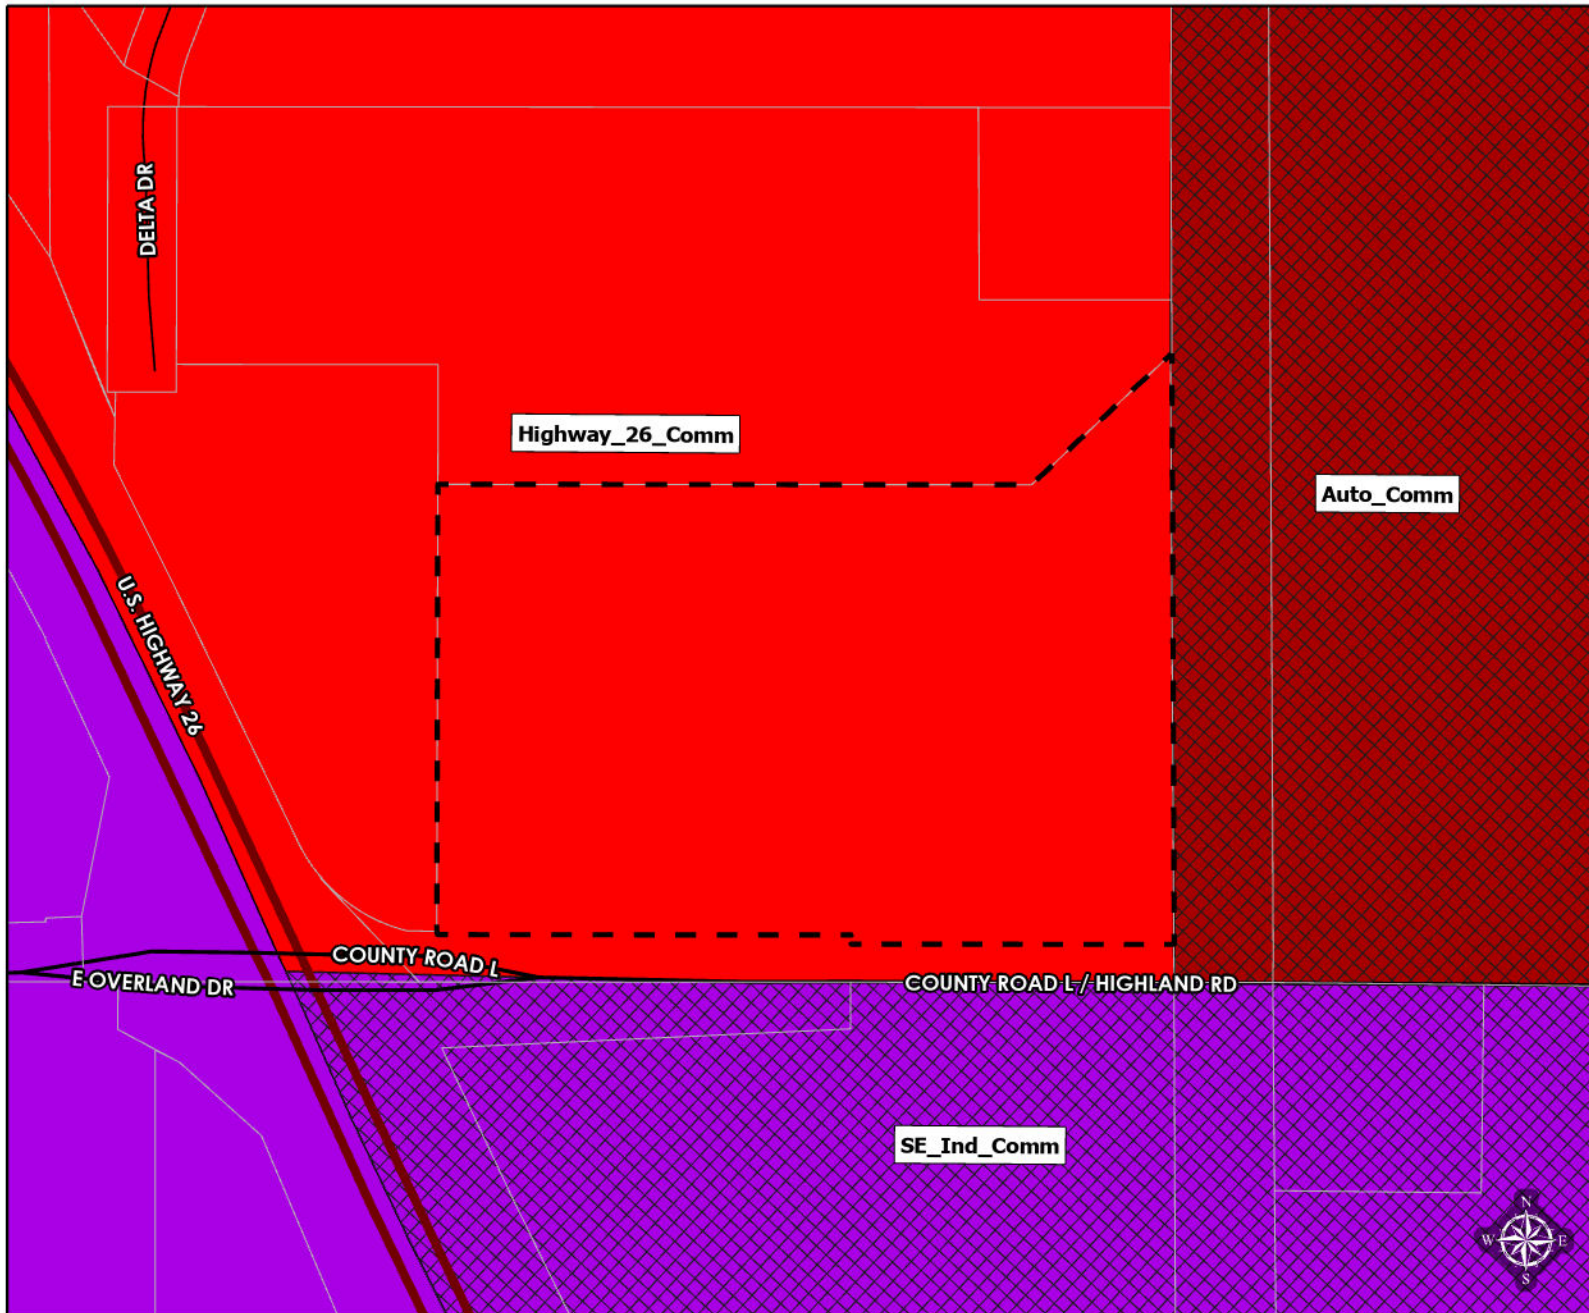 DELTA DR
Highway_26_Comm
Auto_Comm
U.S. HIGHWAY 26
COUNTY ROAD L
E OVERLAND DR
COUNTY ROAD L / HIGHLAND RD
SE_Ind_Comm
N
W E
S